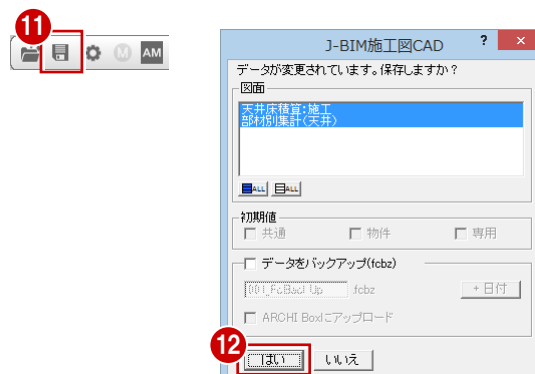 11
M
AM
J-BIM施工図CAD
?
×
データが変更されています。保存しますか？
図面
天井床積算:施工
部材別集計(天井)
ALL
ALL
初期値
共通
物件
専用
データをバックアップ(fcbz)
001_FcBackUp
.fcbz
+日付
ARCHI Boxにアップロード
12
はい
いいえ